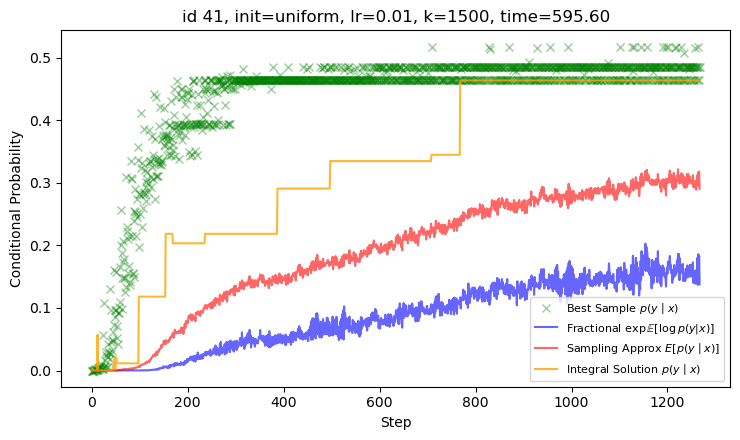 id 41, init=uniform, lr=0.01, k=1500, time=595.60
Conditional Probability
0.5
0.4
0.3
0.2
0.1
0.0
Best Sample p(y | x)
Fractional exp 𝔼[log p(y|x)]
Sampling Approx E[p(y | x)]
Integral Solution p(y | x)
0 200 400 600 800 1000 1200
Step